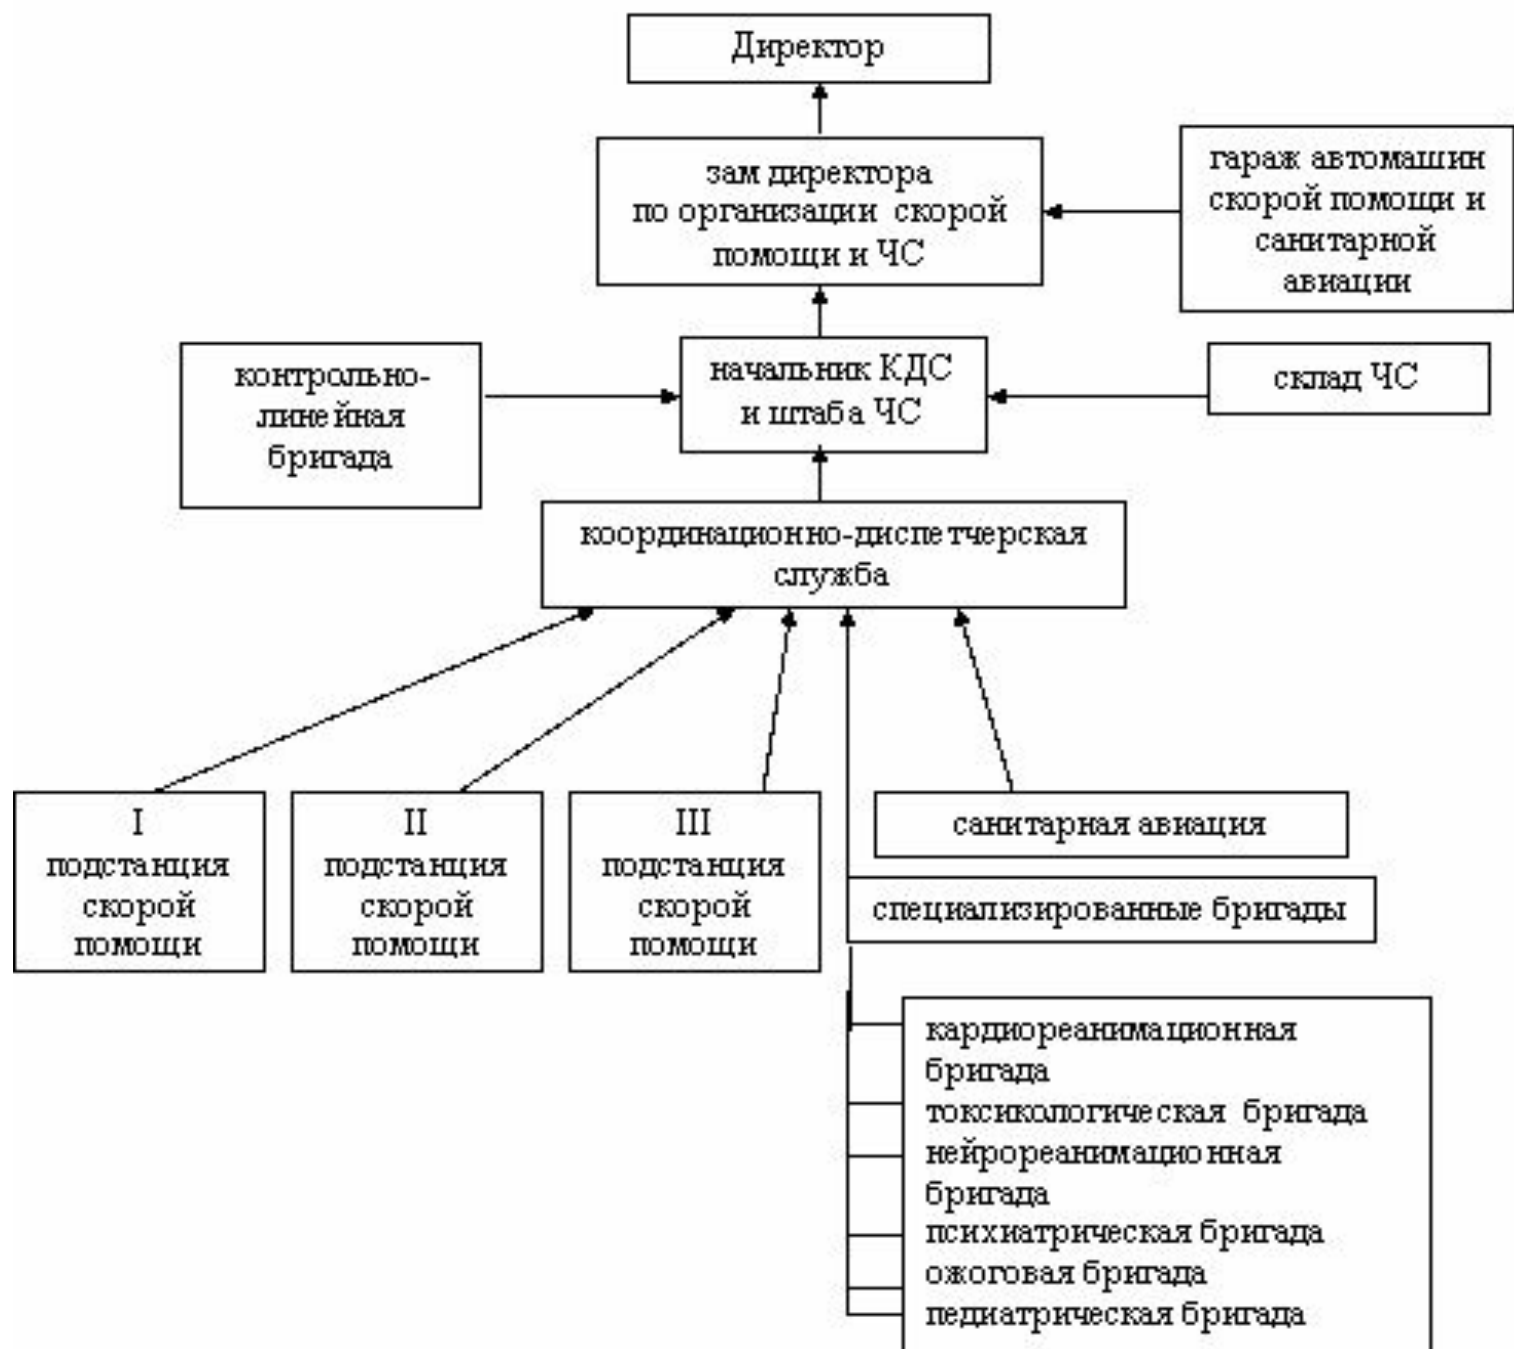 Директор
зам директора
по организации скорой
помощи и ЧС
гараж автомашин
скорой помощи и
санитарной
авиации
контрольно-
линейная
бригада
начальник КДС
и штаба ЧС
склад ЧС
координационно-диспетчерская
служба
I
подстанция
скорой
помощи
II
подстанция
скорой
помощи
III
подстанция
скорой
помощи
санитарная авиация
специализированные бригады
кардиореанимационная
бригада
токсикологическая бригада
нейрореанимационная
бригада
психиатрическая бригада
ожоговая бригада
педиатрическая бригада